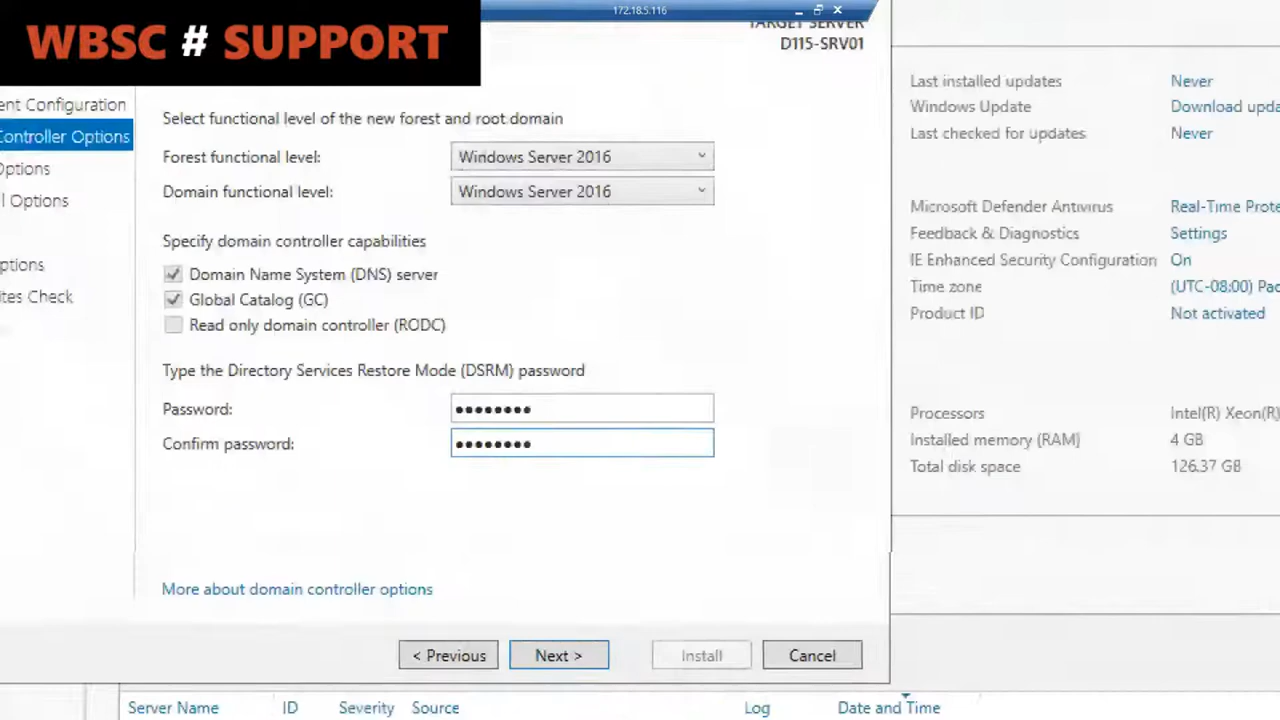 172.18.5.116
WBSC # SUPPORT
TARGET SERVER
D115-SRV01
ent Configuration
Controller Options
Options
l Options
ptions
ites Check
Select functional level of the new forest and root domain
Forest functional level: Windows Server 2016
Domain functional level: Windows Server 2016
Specify domain controller capabilities
Domain Name System (DNS) server
Global Catalog (GC)
Read only domain controller (RODC)
Type the Directory Services Restore Mode (DSRM) password
Password: ●●●●●●●●
Confirm password: ●●●●●●●●
More about domain controller options
< Previous Next > Install Cancel
Last installed updates Never
Windows Update Download upda
Last checked for updates Never
Microsoft Defender Antivirus Real-Time Prote
Feedback & Diagnostics Settings
IE Enhanced Security Configuration On
Time zone (UTC-08:00) Pac
Product ID Not activated
Processors Intel(R) Xeon(R
Installed memory (RAM) 4 GB
Total disk space 126.37 GB
Server Name ID Severity Source Log Date and Time